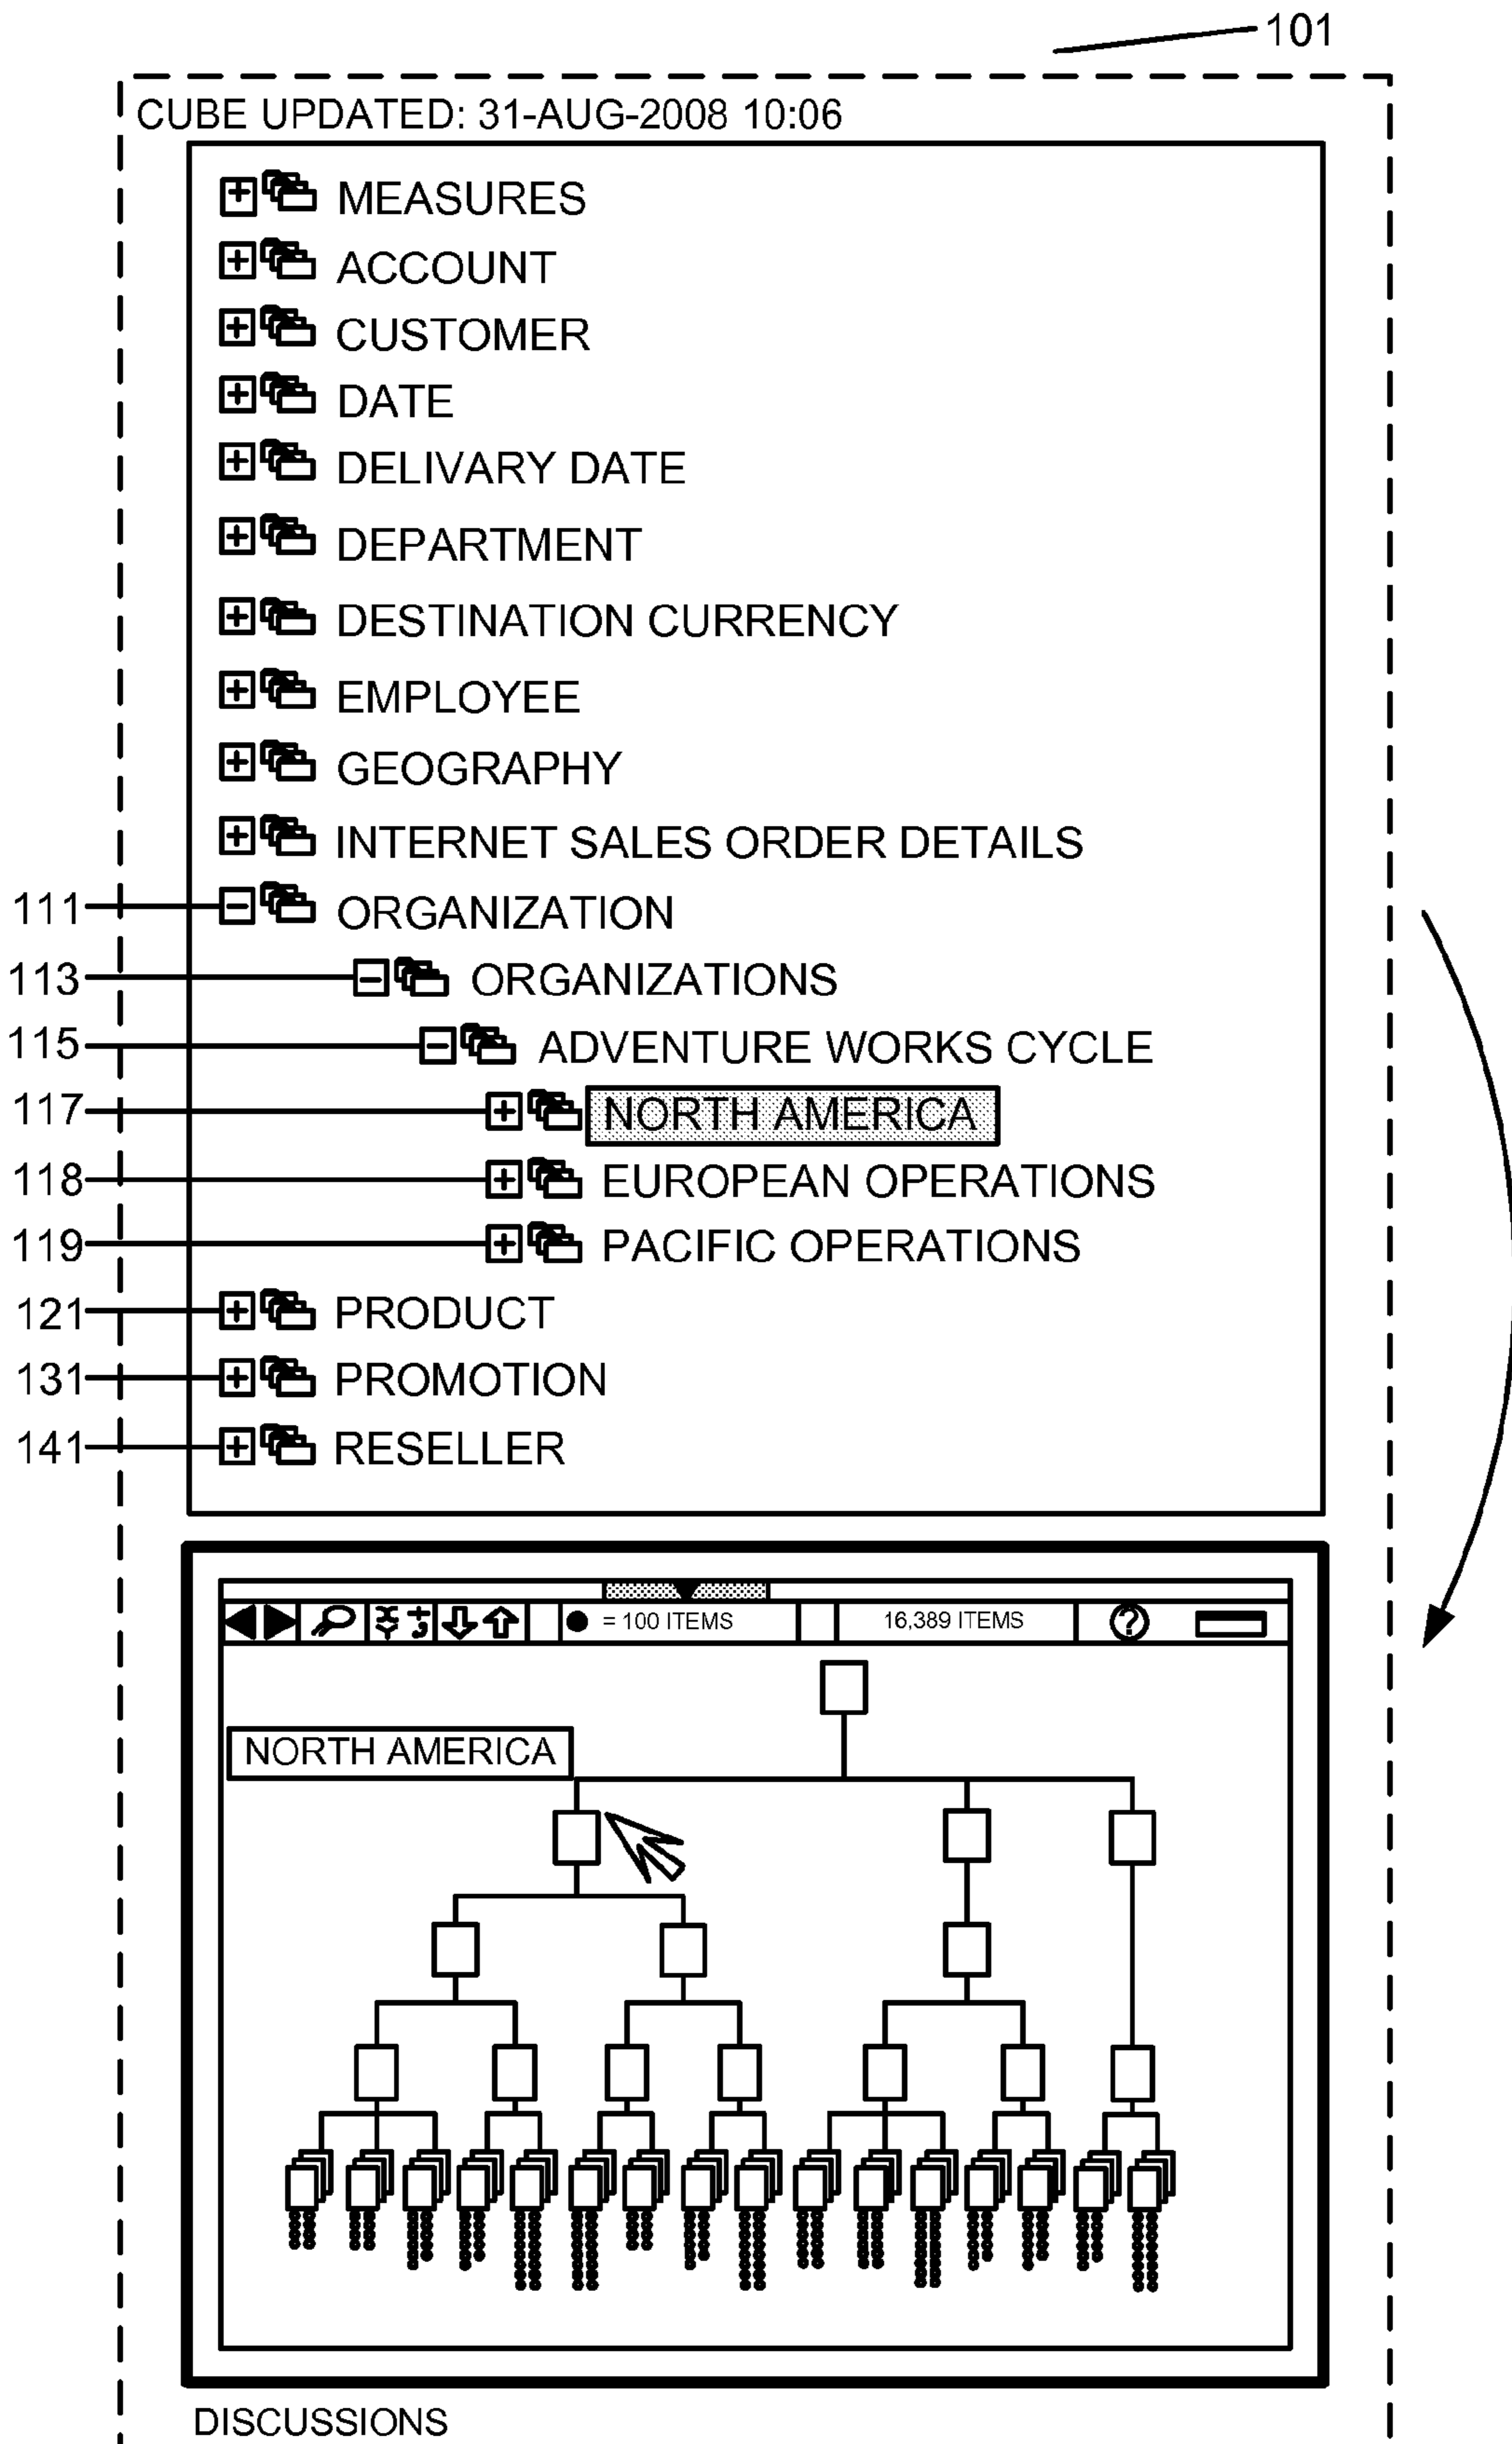 101
CUBE UPDATED: 31-AUG-2008 10:06
MEASURES
ACCOUNT
CUSTOMER
DATE
DELIVARY DATE
DEPARTMENT
DESTINATION CURRENCY
EMPLOYEE
GEOGRAPHY
INTERNET SALES ORDER DETAILS
111 ORGANIZATION
113 ORGANIZATIONS
115 ADVENTURE WORKS CYCLE
117 NORTH AMERICA
118 EUROPEAN OPERATIONS
119 PACIFIC OPERATIONS
121 PRODUCT
131 PROMOTION
141 RESELLER
= 100 ITEMS 16,389 ITEMS ?
NORTH AMERICA
DISCUSSIONS